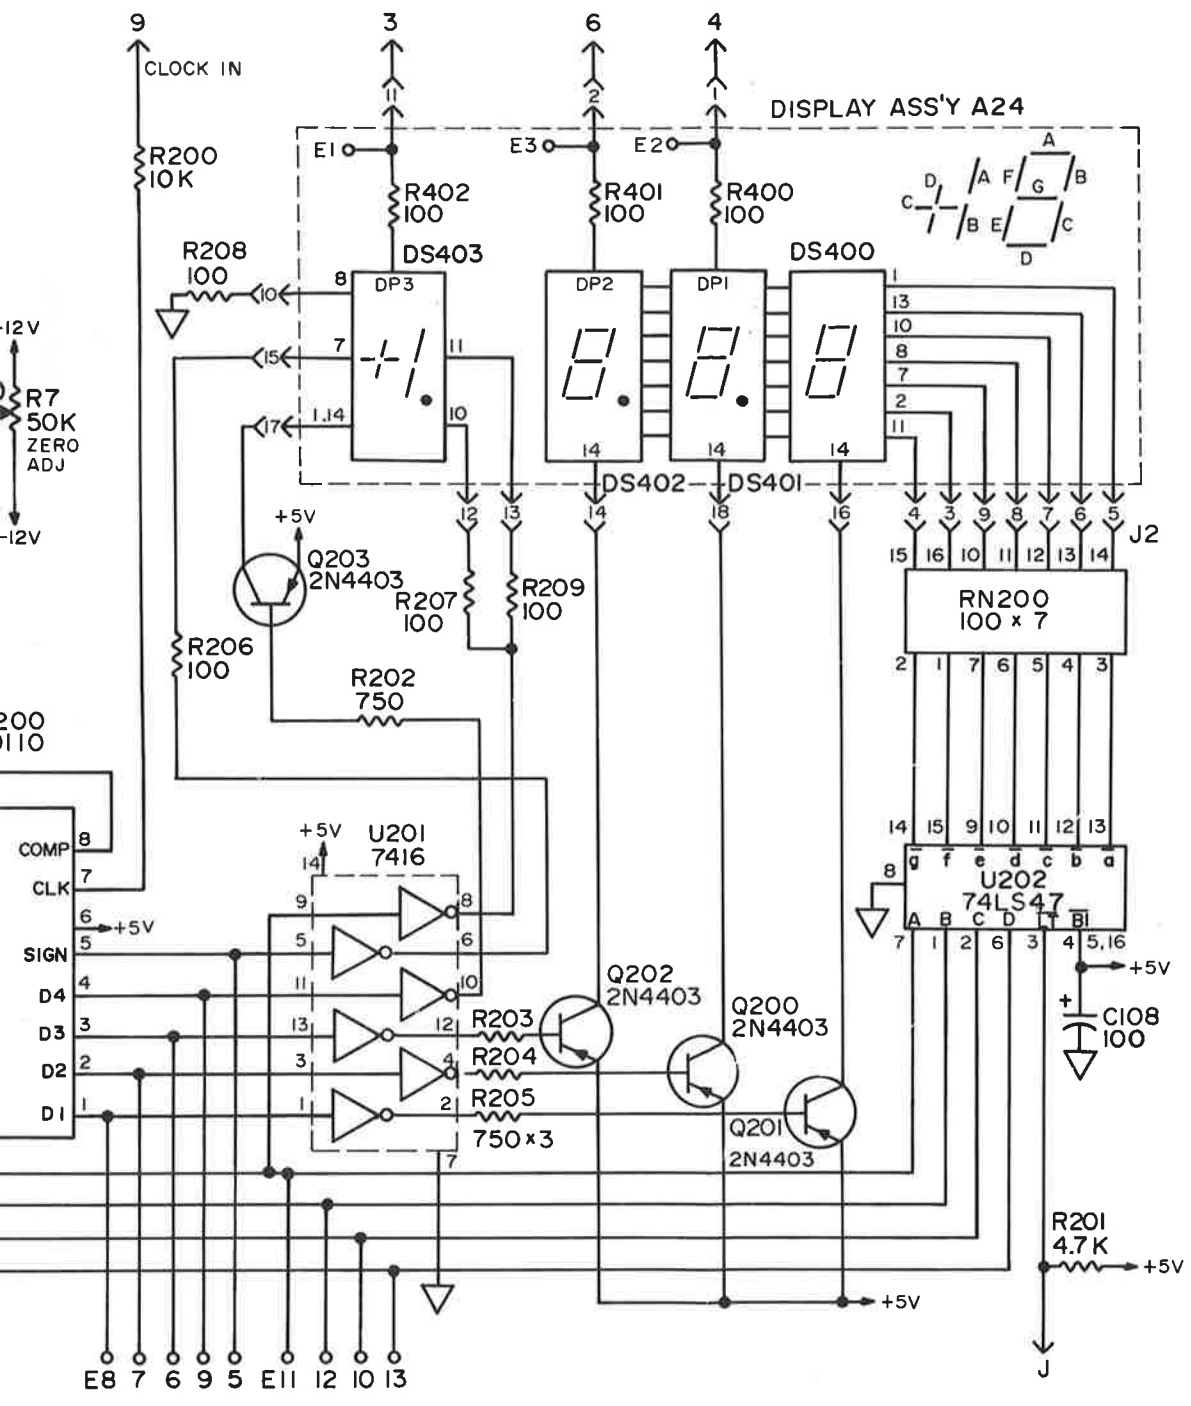 9
3
6
4
CLOCK IN
11
2
1
DISPLAY ASS'Y A24
E1
E3
E2
R200
10K
R402
100
R401
100
R400
100
A
F
B
G
E
C
D
D
A
C
B
R208
100
DS403
DS400
10
8
DP3
DP2
DP1
1
13
10
8
7
2
11
-12V
R7
50K
ZERO
ADJ
-12V
15
7
11
17
1.14
10
14
14
14
DS402
DS401
12
13
14
18
16
4
3
9
8
7
6
5
J2
+5V
Q203
2N4403
R207
100
R209
100
15
16
10
11
12
13
14
RN200
100 x 7
2
1
7
6
5
4
3
R206
100
R202
750
200
0110
+5V
14
U201
7416
COMP
8
CLK
7
6
+5V
SIGN
5
D4
4
D3
3
D2
2
D1
1
9
8
5
6
11
10
13
12
3
4
1
2
7
R203
R204
R205
750 x 3
Q202
2N4403
Q200
2N4403
Q201
2N4403
14
15
9
10
11
12
13
g
f
e
d
c
b
a
8
U202
74LS47
A
B
C
D
LT
BI
7
1
2
6
3
4
5,16
+5V
+
C108
100
R201
4.7K
+5V
+5V
J
E8
7
6
9
5
E11
12
10
13